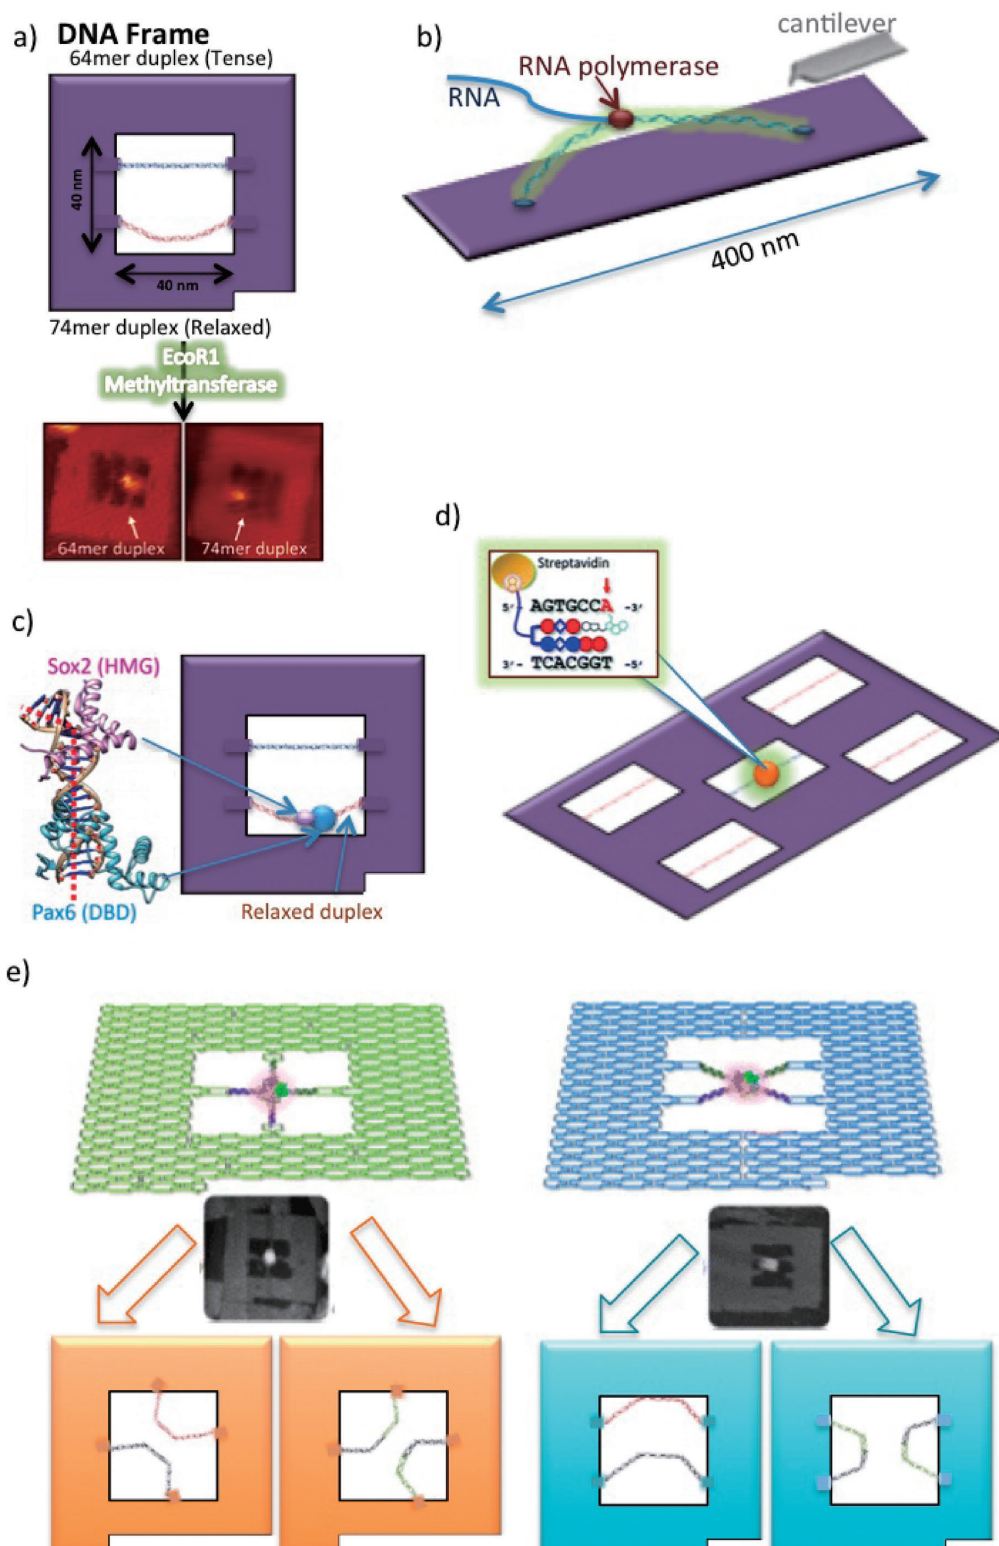 a)
DNA Frame
64mer duplex (Tense)
40 nm
40 nm
74mer duplex (Relaxed)
EcoR1
Methyltransferase
64mer duplex
74mer duplex
b)
cantilever
RNA polymerase
RNA
400 nm
c)
Sox2 (HMG)
Pax6 (DBD)
Relaxed duplex
d)
Streptavidin
5′- AGTGCCA -3′
3′- TCACGGT -5′
e)